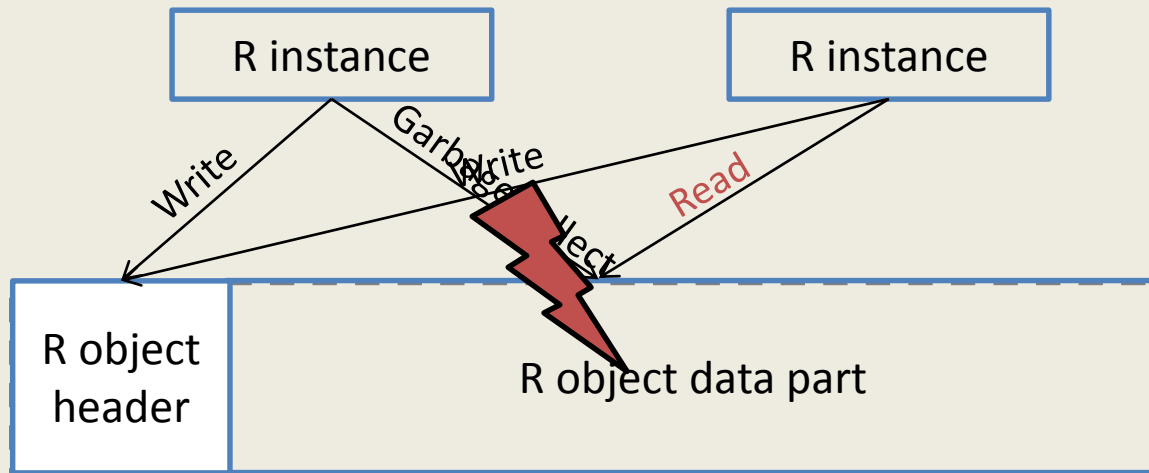 R instance
R instance
Write
Write
Read
R object
header
R object data part